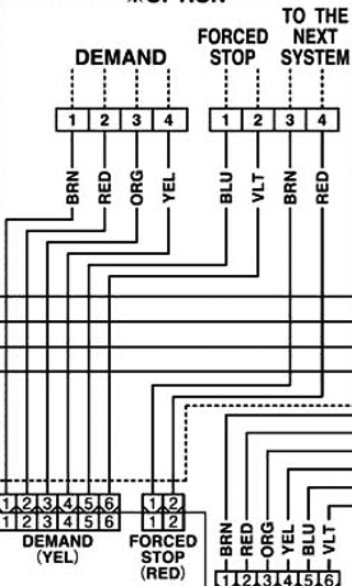 TO THE
FORCED NEXT
DEMAND STOP SYSTEM
1 2 3 4 1 2 3 4
BRN RED ORG YEL BLU VLT BRN RED
1 2 3 4 5 6 1 2
1 2 3 4 5 6 1 2
DEMAND FORCED
(YEL) STOP
(RED)
BRN RED ORG YEL BLU VLT
1 2 3 4 5 6